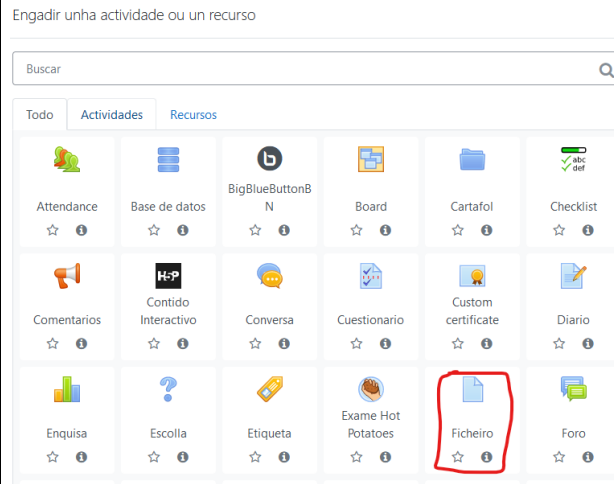 Engadir unha actividade ou un recurso
Buscar
Todo Actividades Recursos
Attendance Base de datos BigBlueButtonB
N Board Cartafol abc
def Checklist
Comentarios H-P Contido
Interactivo Conversa Cuestionario Custom
certificate Diario
Enquisa Escolla Etiqueta Exame Hot
Potatoes Ficheiro Foro